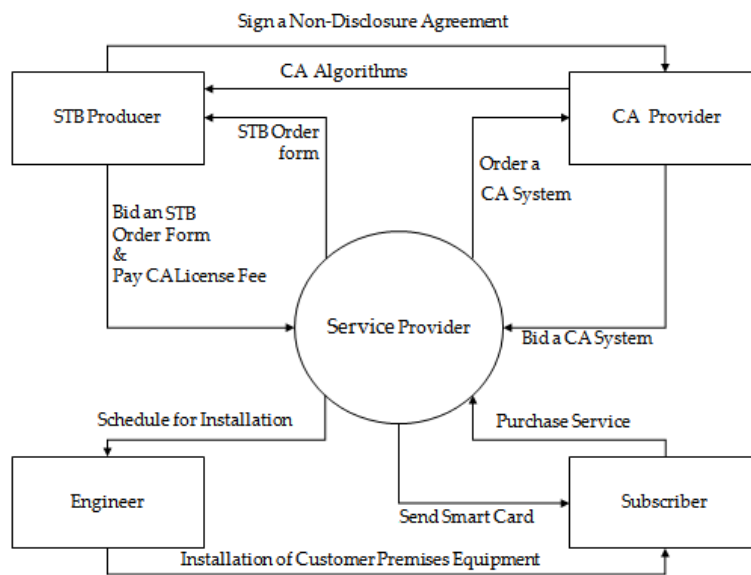 Sign a Non-Disclosure Agreement
CA Algorithms
STB Producer
CA Provider
STB Order
form
Order a
CA System
Bid an STB
Order Form
&
Pay CA License Fee
Service Provider
Bid a CA System
Schedule for Installation
Purchase Service
Engineer
Subscriber
Send Smart Card
Installation of Customer Premises Equipment